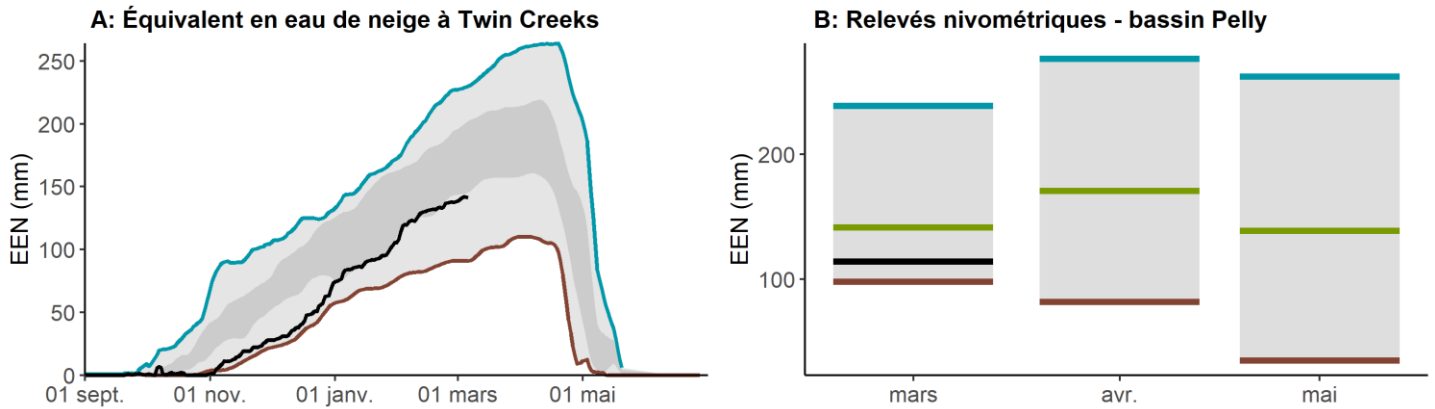 A: Équivalent en eau de neige à Twin Creeks
EEN (mm)
250
200
150
100
50
0
01 sept.
01 nov.
01 janv.
01 mars
01 mai
B: Relevés nivométriques - bassin Pelly
EEN (mm)
200
100
mars
avr.
mai